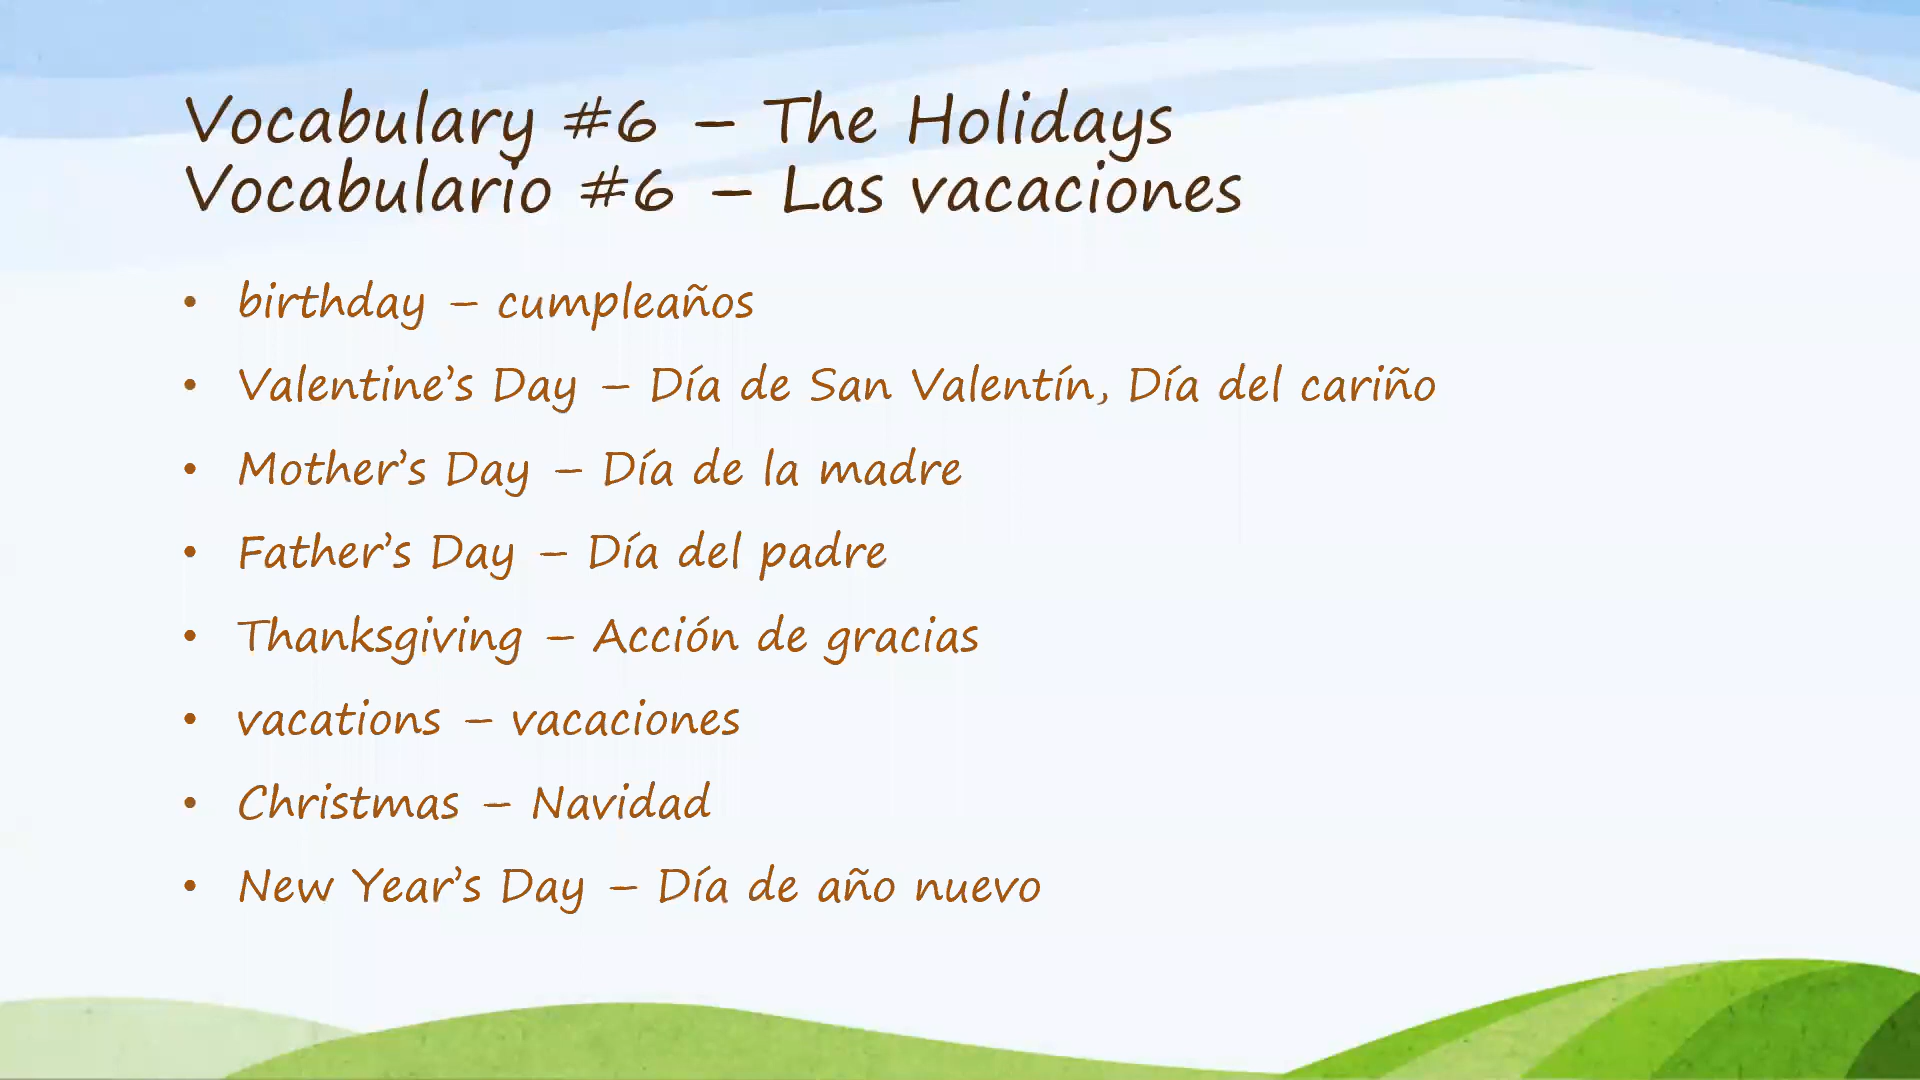 Vocabulary #6 – The Holidays
Vocabulario #6 – Las vacaciones
• birthday – cumpleaños
• Valentine’s Day – Día de San Valentín, Día del cariño
• Mother’s Day – Día de la madre
• Father’s Day – Día del padre
• Thanksgiving – Acción de gracias
• vacations – vacaciones
• Christmas – Navidad
• New Year’s Day – Día de año nuevo